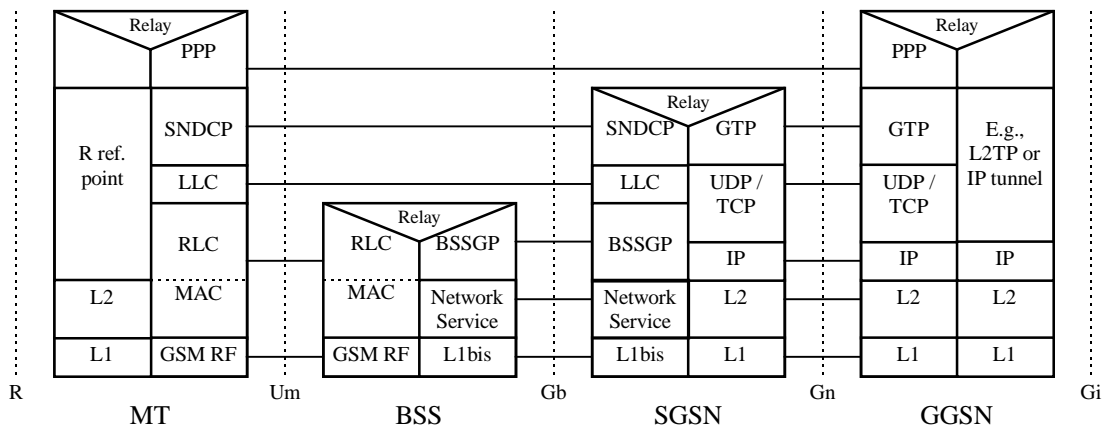 Relay
PPP
SNDCP
R ref.
point
LLC
RLC
MAC
L2
L1
GSM RF
Relay
RLC
BSSGP
MAC
Network
Service
GSM RF
L1bis
Relay
SNDCP
GTP
LLC
UDP /
TCP
BSSGP
IP
Network
Service
L2
L1bis
L1
Relay
PPP
GTP
E.g.,
L2TP or
IP tunnel
UDP /
TCP
IP
IP
L2
L2
L1
L1
R
Um
Gb
Gn
Gi
MT
BSS
SGSN
GGSN